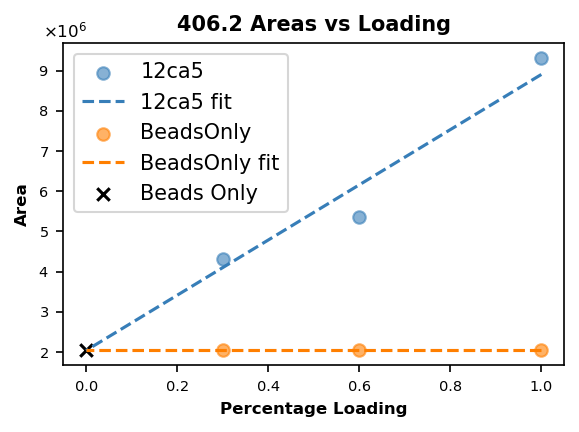 406.2 Areas vs Loading
×10⁶
12ca5
12ca5 fit
BeadsOnly
BeadsOnly fit
Beads Only
9
8
7
6
5
4
3
2
Area
0.0 0.2 0.4 0.6 0.8 1.0
Percentage Loading